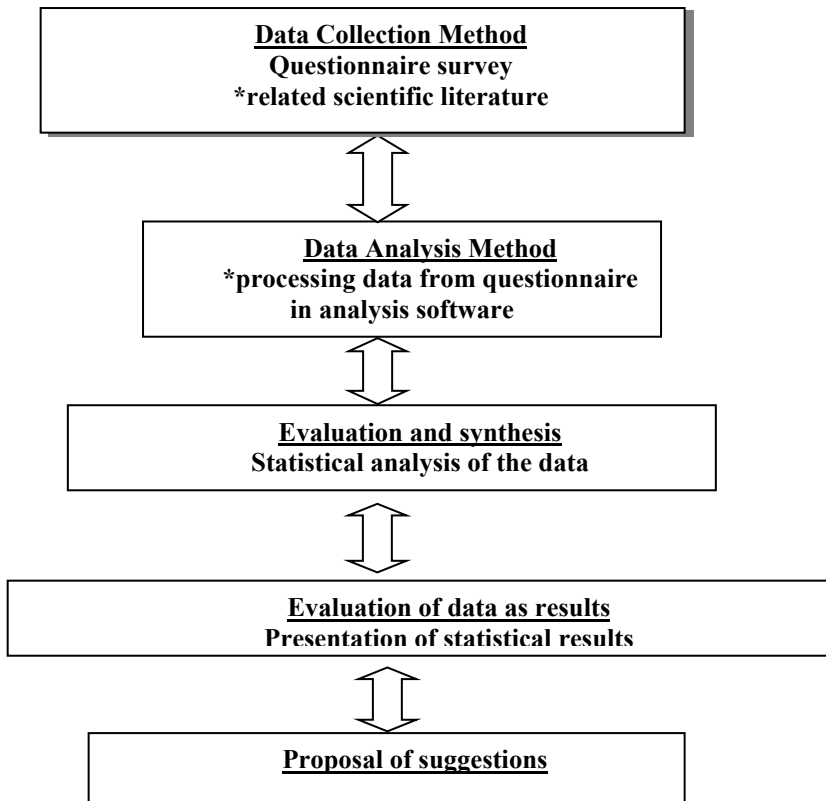 Data Collection Method
Questionnaire survey
*related scientific literature
Data Analysis Method
*processing data from questionnaire
in analysis software
Evaluation and synthesis
Statistical analysis of the data
Evaluation of data as results
Presentation of statistical results
Proposal of suggestions